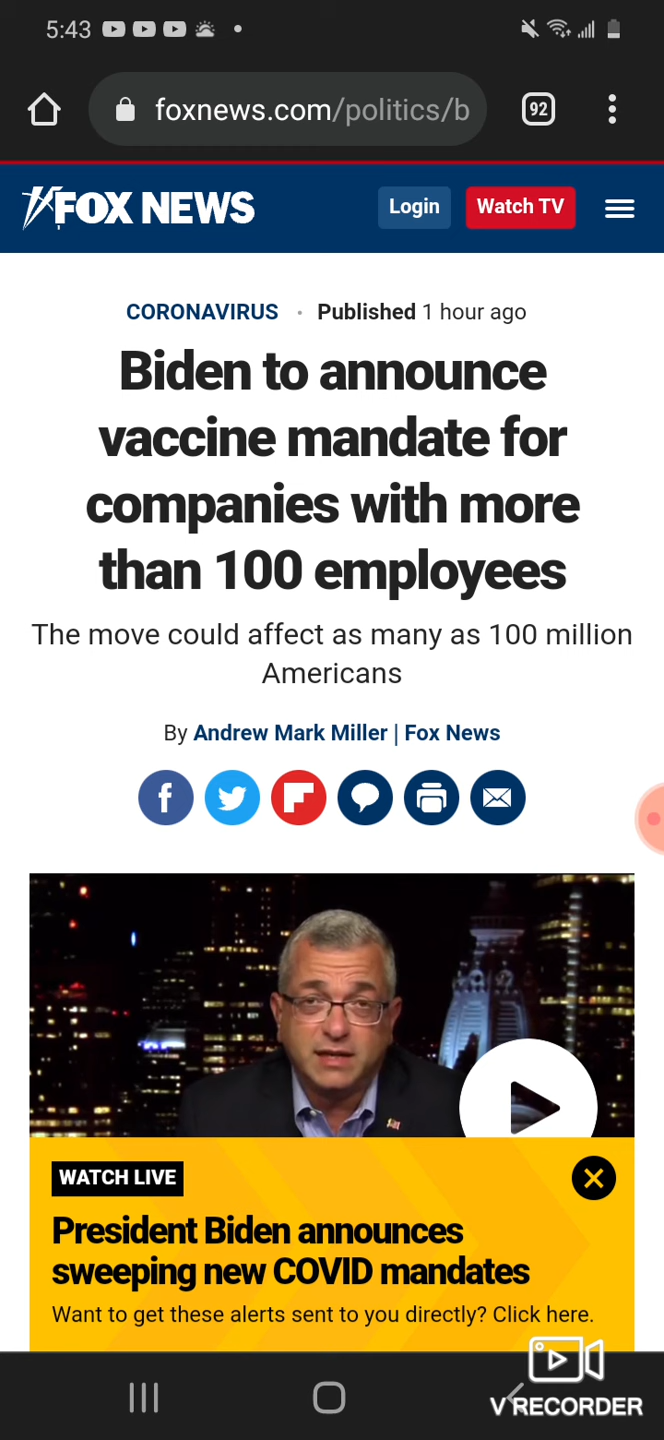 5:43
foxnews.com/politics/b
92
FOX NEWS
Login
Watch TV
CORONAVIRUS · Published 1 hour ago
Biden to announce
vaccine mandate for
companies with more
than 100 employees
The move could affect as many as 100 million
Americans
By Andrew Mark Miller | Fox News
WATCH LIVE
President Biden announces
sweeping new COVID mandates
Want to get these alerts sent to you directly? Click here.
V RECORDER